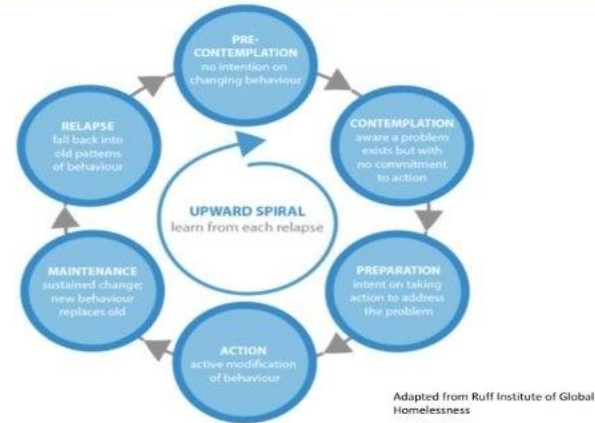 PRE-
CONTEMPLATION
no intention on
changing behaviour
CONTEMPLATION
aware a problem
exists but with
no commitment
to action
PREPARATION
intent on taking
action to address
the problem
ACTION
active modification
of behaviour
MAINTENANCE
sustained change;
new behaviour
replaces old
RELAPSE
fall back into
old patterns
of behaviour
UPWARD SPIRAL
learn from each relapse
Adapted from Ruff Institute of Global
Homelessness